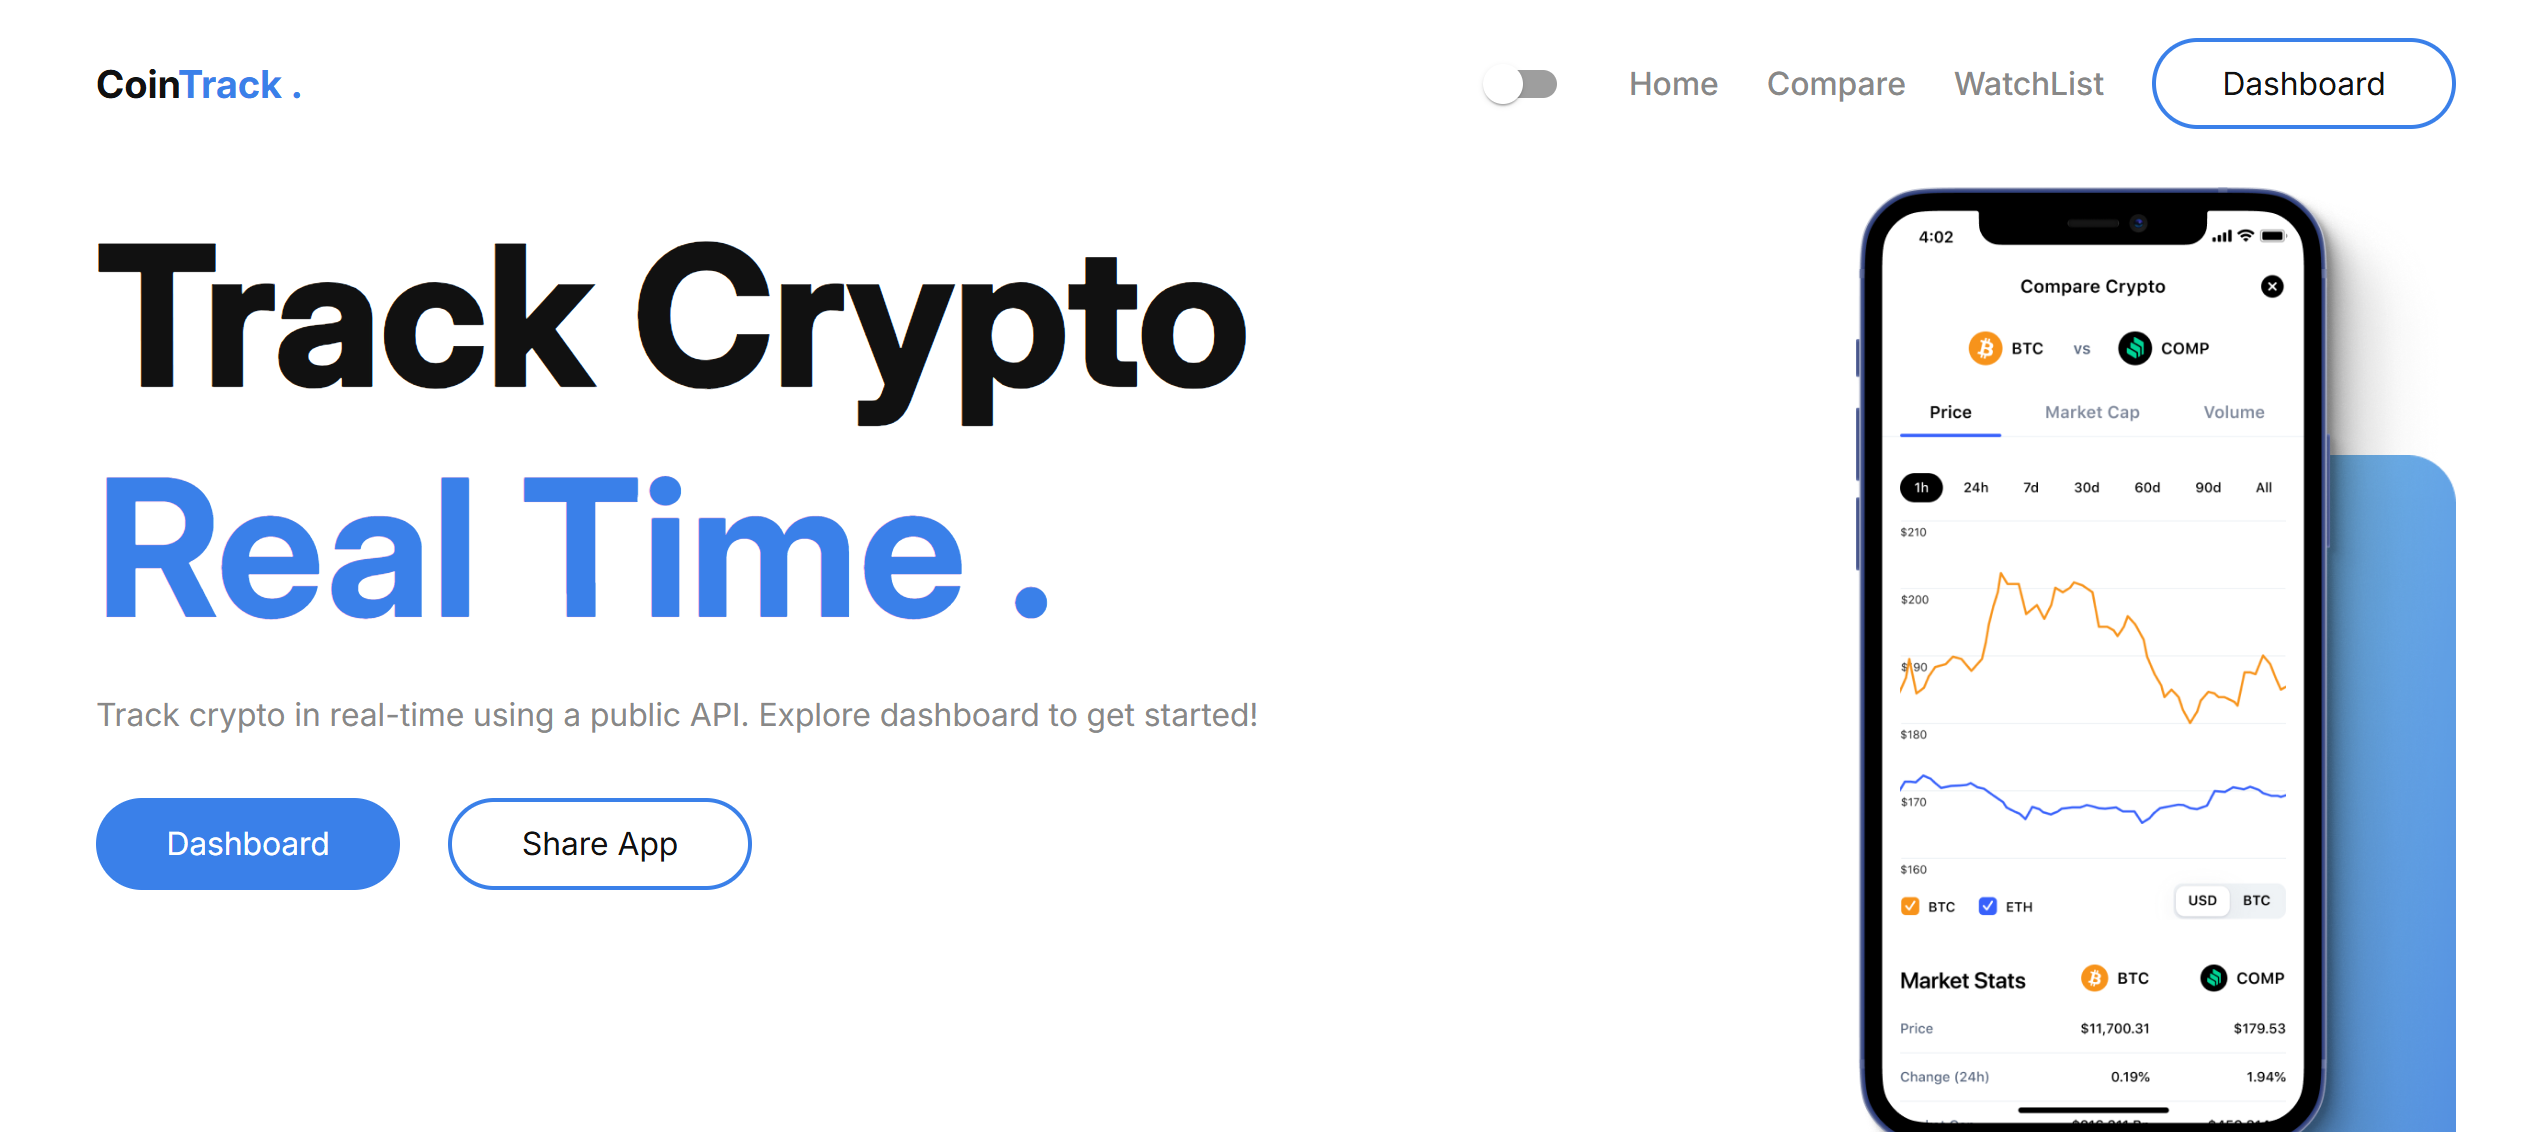 CoinTrack .
Home Compare WatchList Dashboard
Track Crypto
Real Time .
Track crypto in real-time using a public API. Explore dashboard to get started!
Dashboard Share App
4:02
Compare Crypto
BTC vs COMP
Price Market Cap Volume
1h 24h 7d 30d 60d 90d All
$210
$200
$190
$180
$170
$160
BTC ETH USD BTC
Market Stats BTC COMP
Price $11,700.31 $179.53
Change (24h) 0.19% 1.94%